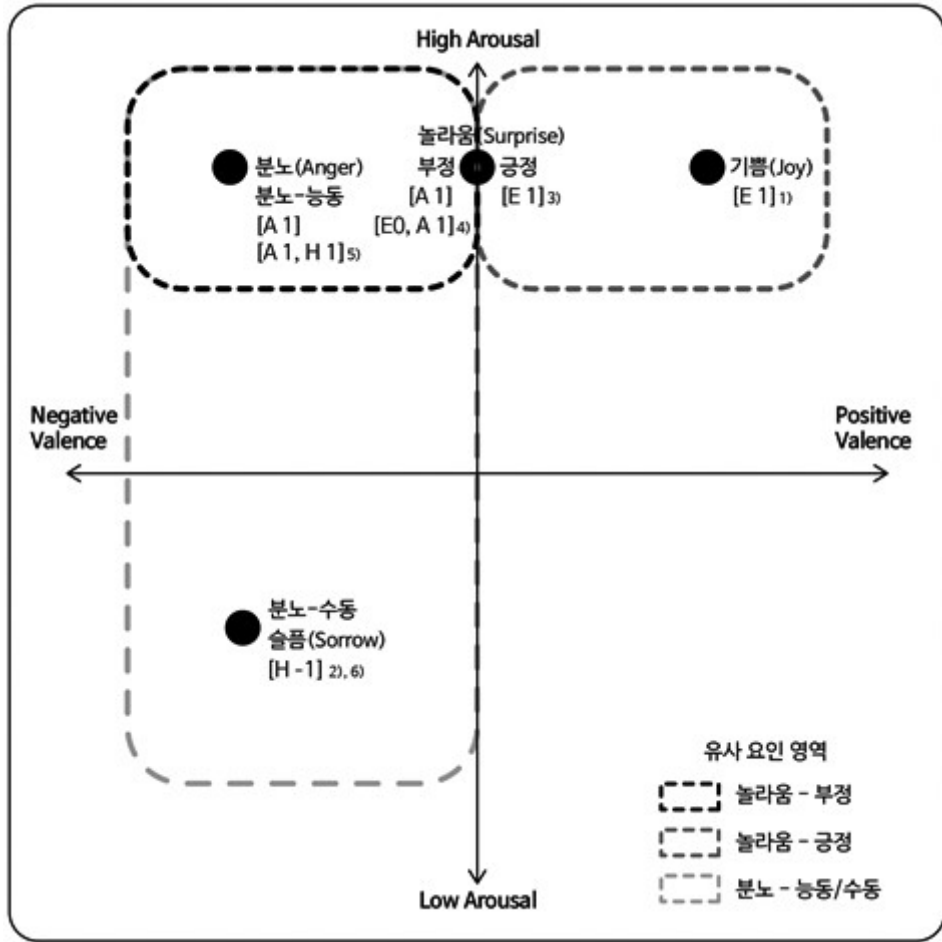 High Arousal
놀라움(Surprise)
분노(Anger)
부정
긍정
기쁨(Joy)
분노-능동
[A 1]
[E 1]3)
[E 1]1)
[A 1]
[E0, A 1]4)
[A 1, H 1]5)
Negative
Valence
Positive
Valence
분노-수동
슬픔(Sorrow)
[H -1] 2), 6)
유사 요인 영역
놀라움 - 부정
놀라움 - 긍정
분노 - 능동/수동
Low Arousal